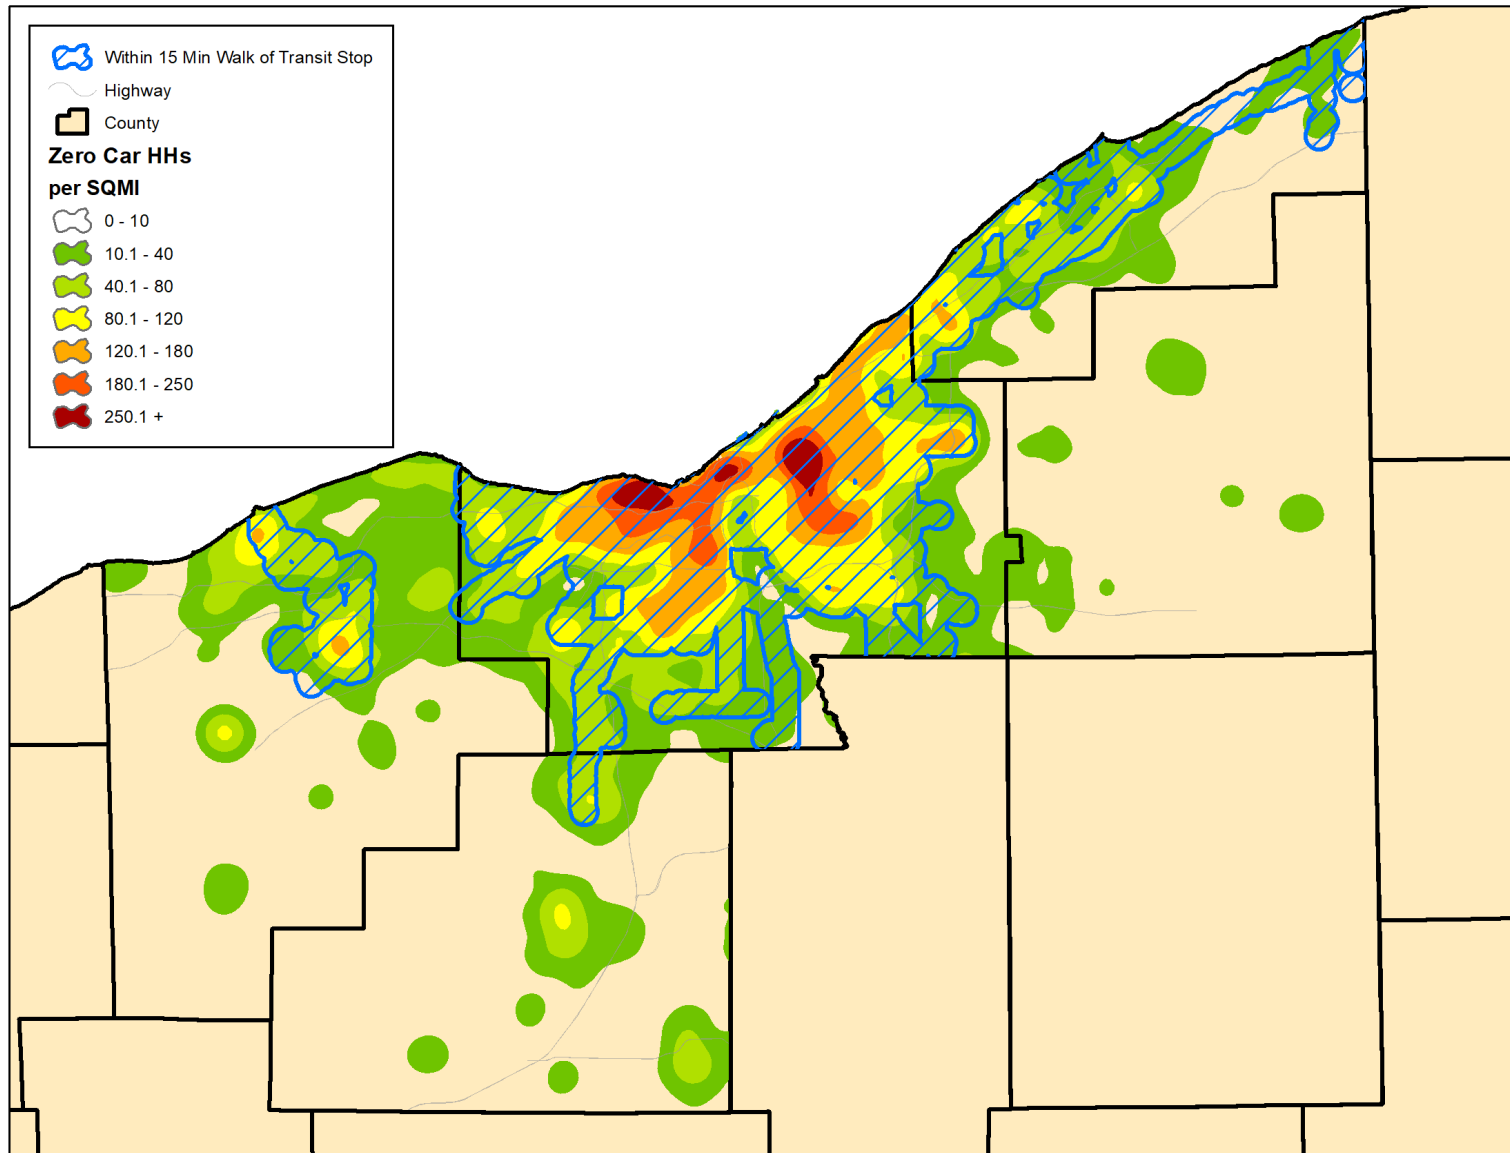 Within 15 Min Walk of Transit Stop
Highway
County
Zero Car HHs
per SQMI
0 - 10
10.1 - 40
40.1 - 80
80.1 - 120
120.1 - 180
180.1 - 250
250.1 +